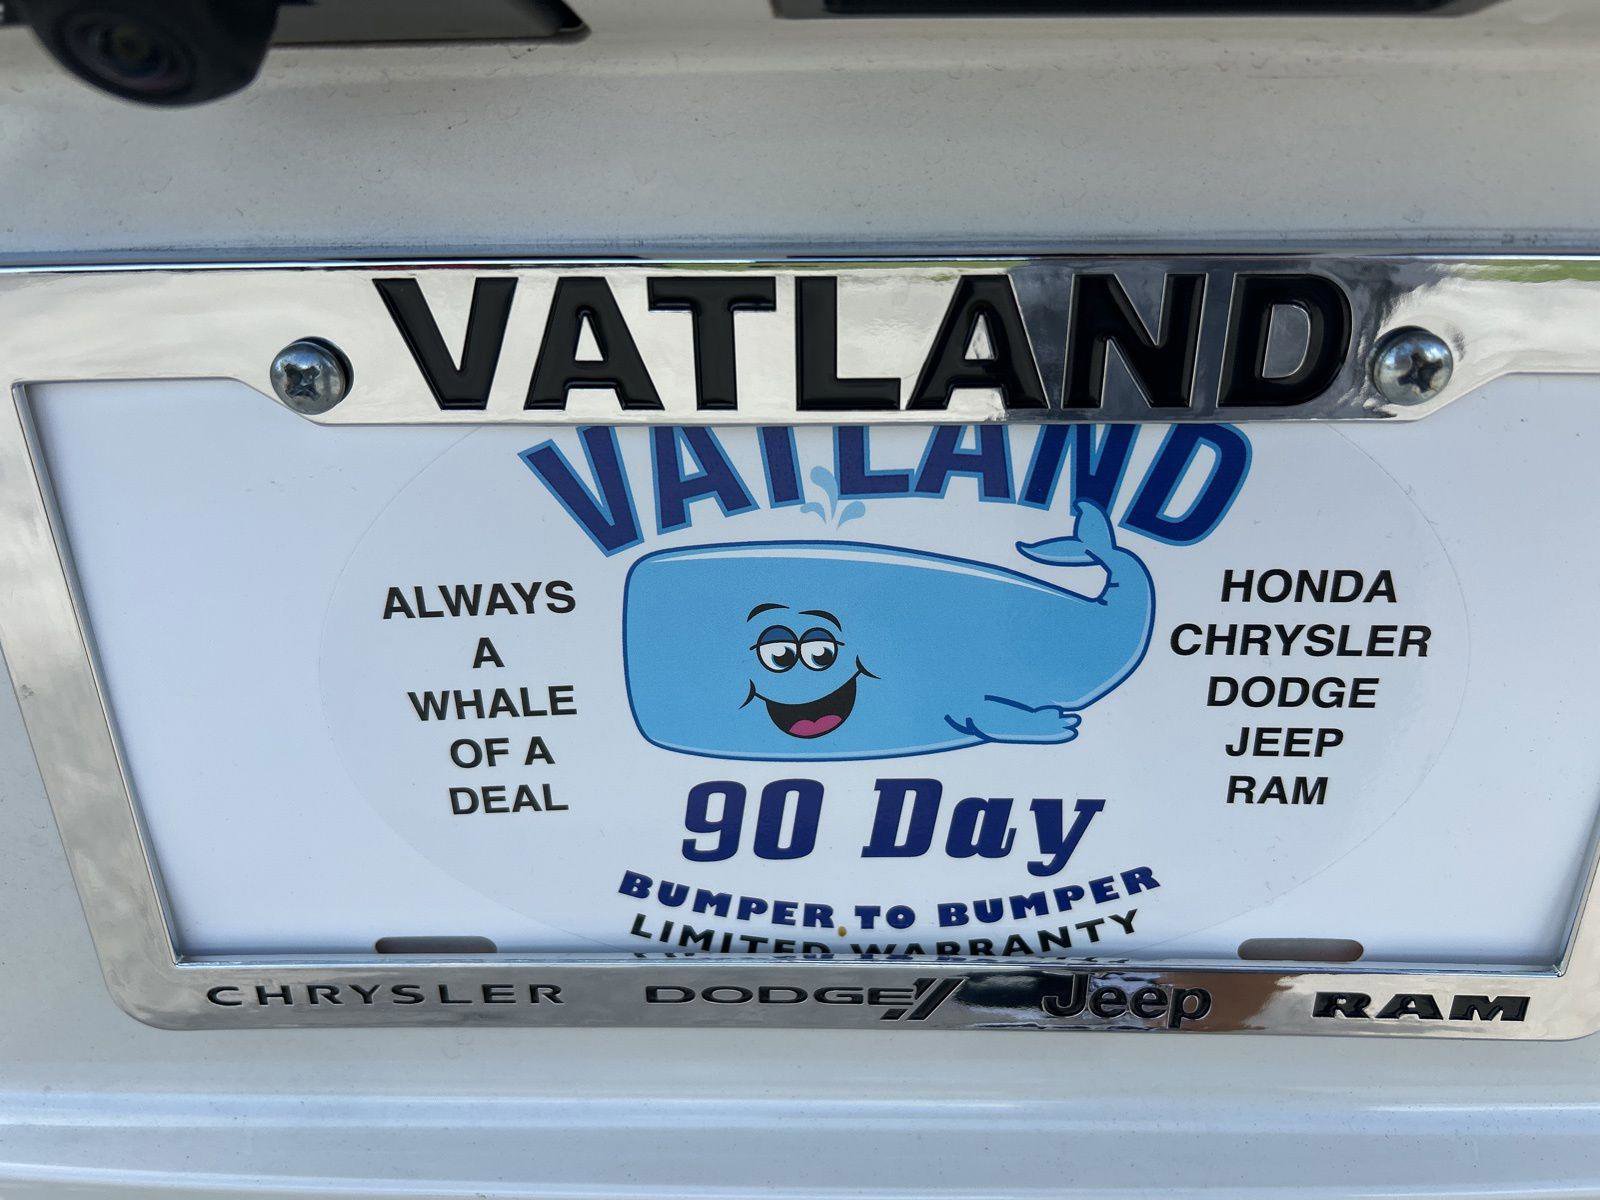 VATLAND
VATLAND
ALWAYS
A
WHALE
OF A
DEAL
HONDA
CHRYSLER
DODGE
JEEP
RAM
90 Day
BUMPER TO BUMPER
LIMITED WARRANTY
CHRYSLER DODGE Jeep RAM